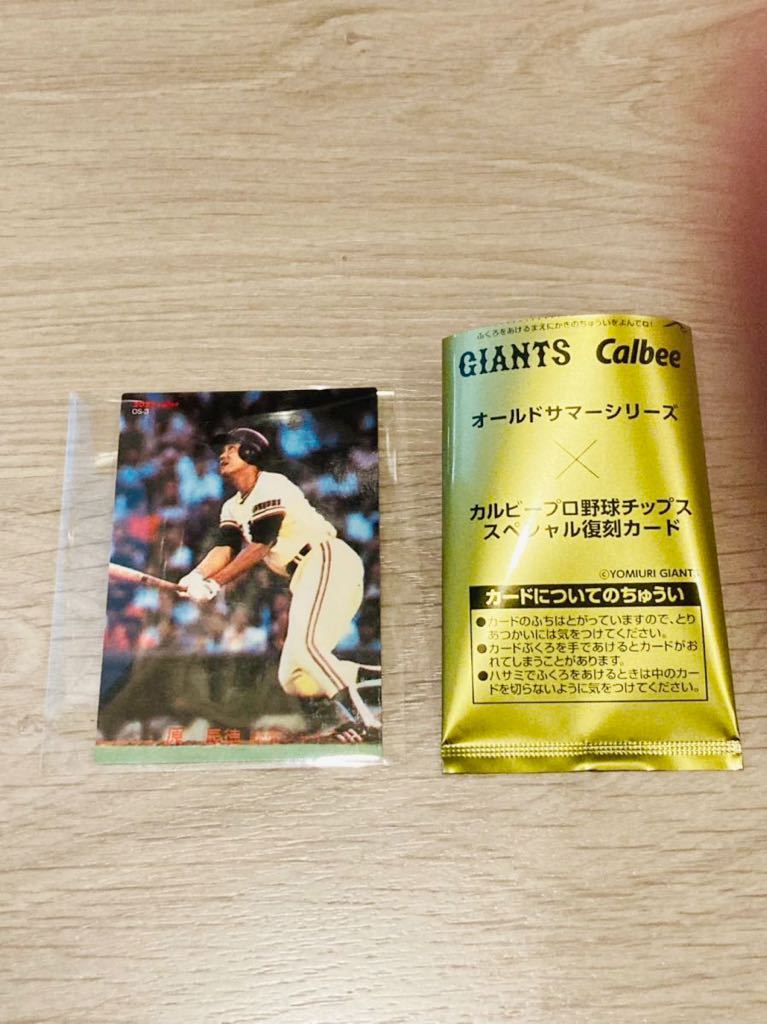 OS-3
原 辰徳
ふくろをあけるまえにかきのちゅういをよんでね!
GIANTS Calbee
オールドサマーシリーズ
×
カルビープロ野球チップス
スペシャル復刻カード
©YOMIURI GIANT
カードについてのちゅうい
●カードのふちはとがっていますので、とり
あつかいには気をつけてください。
●カードぶくろを手であけるとカードがお
れてしまうことがあります。
●ハサミでふくろをあけるときは中のカー
ドを切らないように気をつけてください。